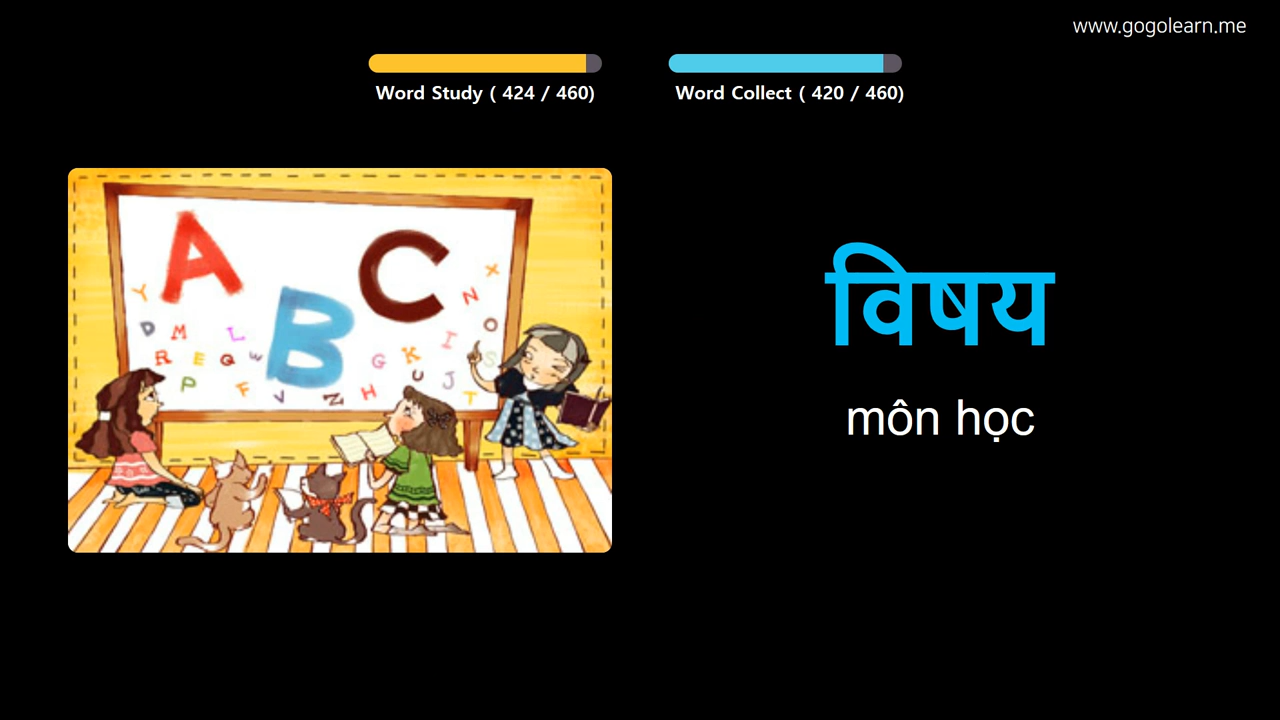 www.gogolearn.me
Word Study ( 424 / 460)
Word Collect ( 420 / 460)
A
B
C
Y
X
N
D
M
L
O
R
E
Q
W
G
K
I
S
P
F
V
Z
H
U
J
T
विषय
môn học